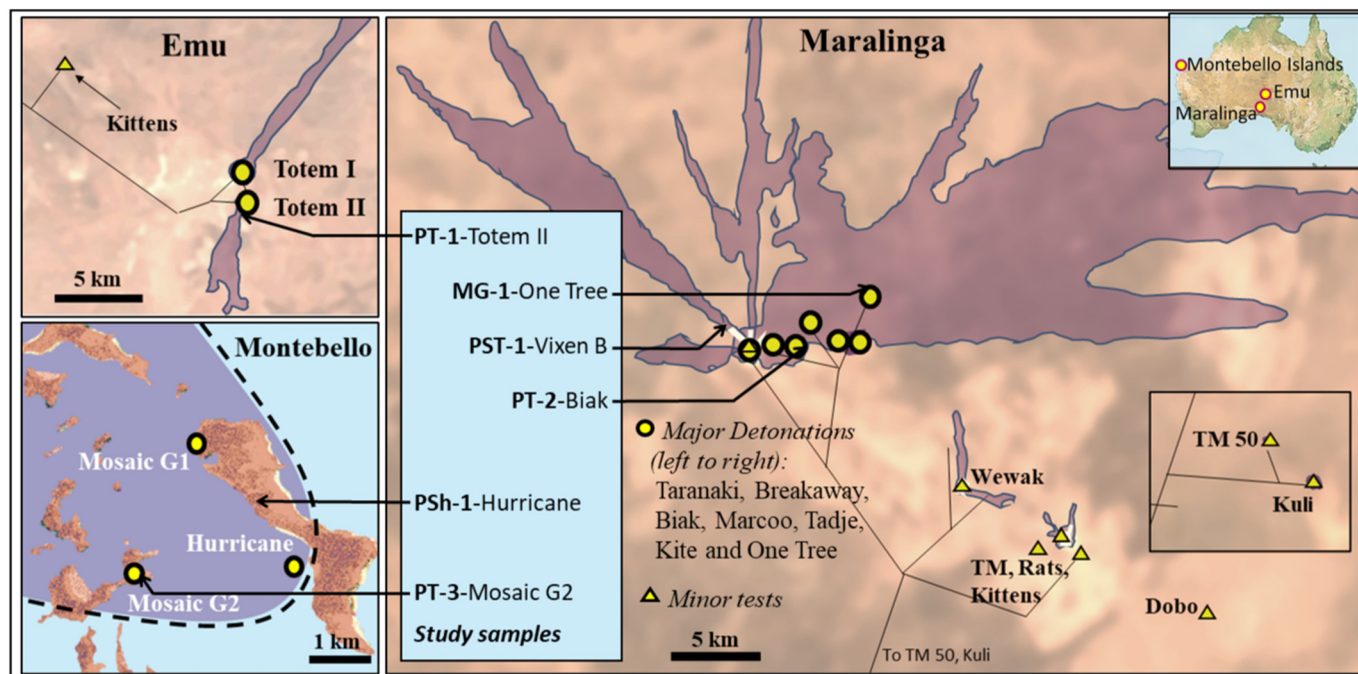 Emu
Kittens
Totem I
Totem II
5 km
Montebello
Mosaic G1
Hurricane
Mosaic G2
1 km
PT-1-Totem II
MG-1-One Tree
PST-1-Vixen B
PT-2-Biak
PSh-1-Hurricane
PT-3-Mosaic G2
Study samples
Maralinga
Major Detonations
(left to right):
Taranaki, Breakaway,
Biak, Marcoo, Tadje,
Kite and One Tree
Minor tests
5 km
Wewak
TM, Rats,
Kittens
Dobo
To TM 50, Kuli
TM 50
Kuli
Montebello Islands
Emu
Maralinga